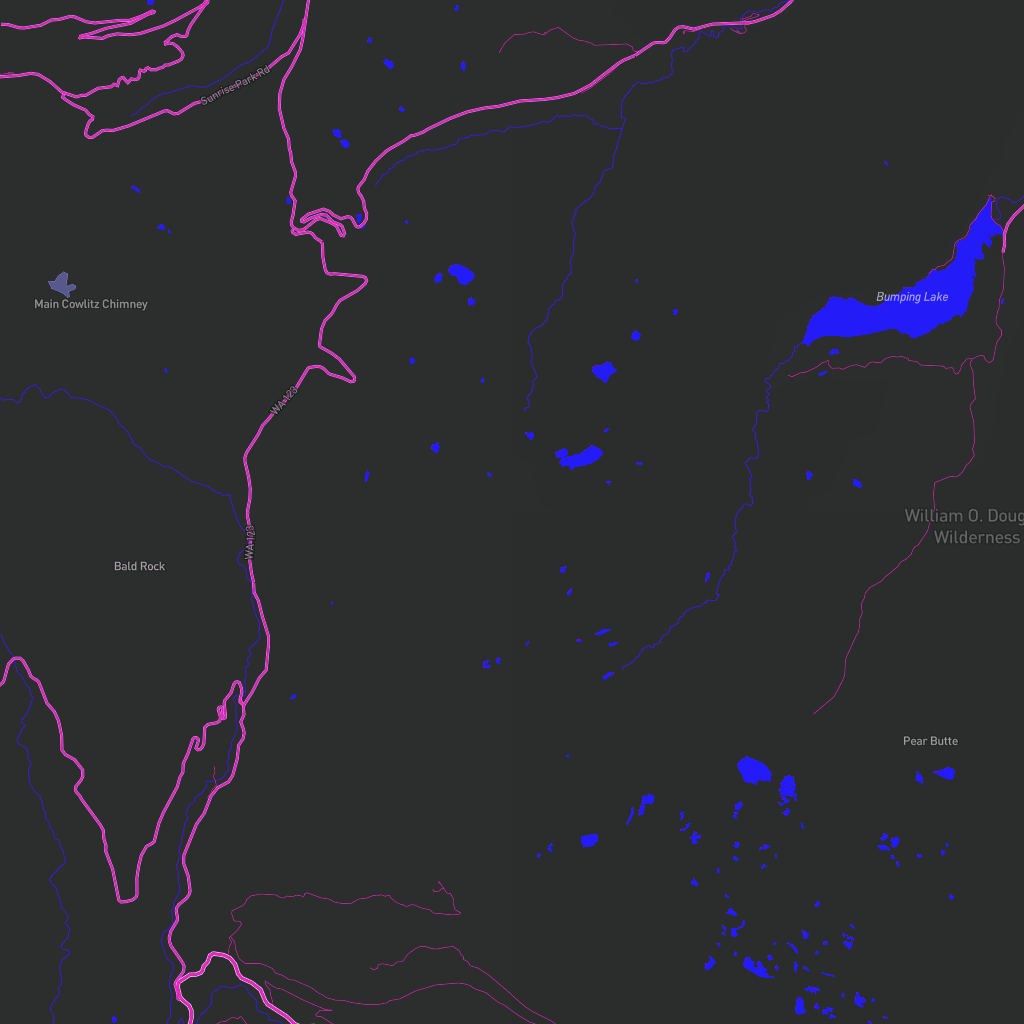 Sunrise Park Rd
Bumping Lake
Main Cowlitz Chimney
WA 123
William O. Doug
Wilderness
WA 123
Bald Rock
Pear Butte